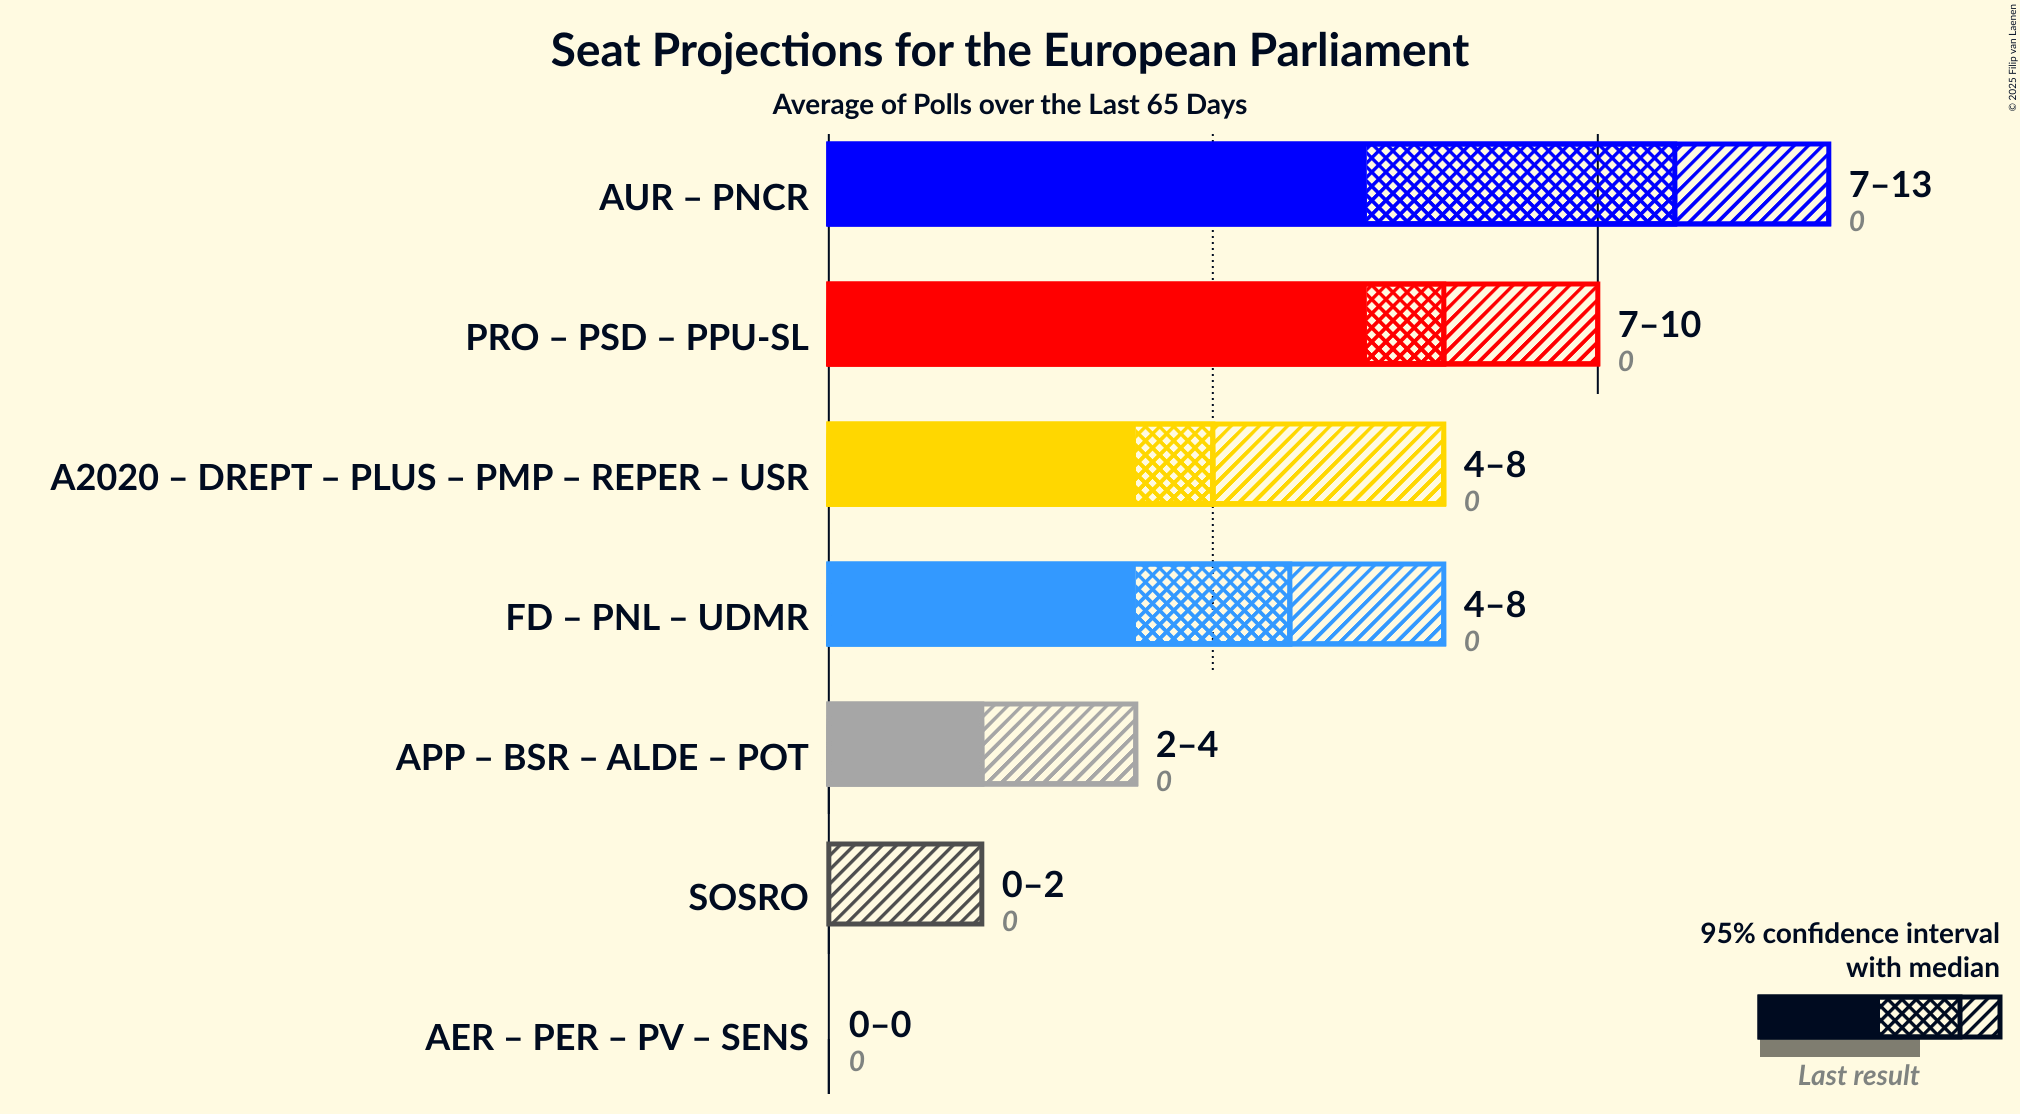 Seat Projections for the European Parliament
Average of Polls over the Last 65 Days
© 2025 Filip van Laenen
AUR – PNCR
7–13
0
PRO – PSD – PPU-SL
7–10
0
A2020 – DREPT – PLUS – PMP – REPER – USR
4–8
0
FD – PNL – UDMR
4–8
0
APP – BSR – ALDE – POT
2–4
0
SOSRO
0–2
0
AER – PER – PV – SENS
0–0
0
95% confidence interval
with median
Last result